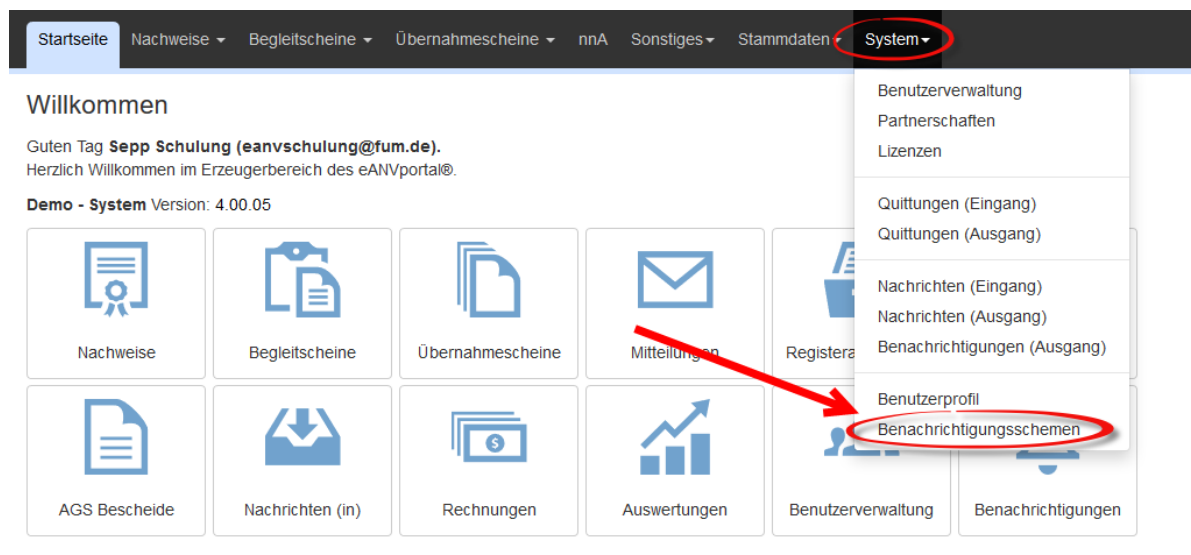 Startseite Nachweise Begleitscheine Übernahmescheine nnA Sonstiges Stammdaten System
Willkommen
Guten Tag Sepp Schulung (eanvschulung@fum.de).
Herzlich Willkommen im Erzeugerbereich des eANVportal®.
Demo - System Version: 4.00.05
Benutzerverwaltung
Partnerschaften
Lizenzen
Quittungen (Eingang)
Quittungen (Ausgang)
Nachrichten (Eingang)
Nachrichten (Ausgang)
Benachrichtigungen (Ausgang)
Benutzerprofil
Benachrichtigungsschemen
Nachweise Begleitscheine Übernahmescheine Mitteilungen
AGS Bescheide Nachrichten (in) Rechnungen Auswertungen Benutzerverwaltung Benachrichtigungen